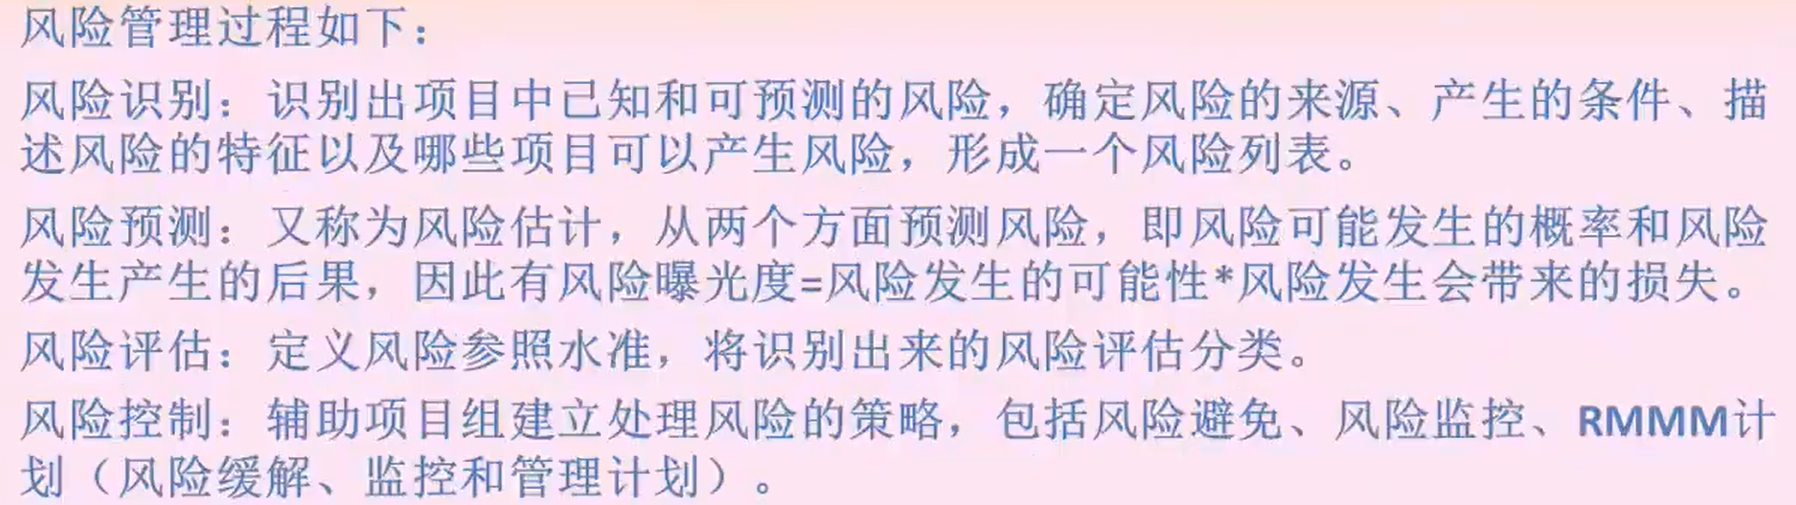 风险管理过程如下：
风险识别：识别出项目中已知和可预测的风险，确定风险的来源、产生的条件、描
述风险的特征以及哪些项目可以产生风险，形成一个风险列表。
风险预测：又称为风险估计，从两个方面预测风险，即风险可能发生的概率和风险
发生产生的后果，因此有风险曝光度=风险发生的可能性*风险发生会带来的损失。
风险评估：定义风险参照水准，将识别出来的风险评估分类。
风险控制：辅助项目组建立处理风险的策略，包括风险避免、风险监控、RMMM计
划（风险缓解、监控和管理计划）。